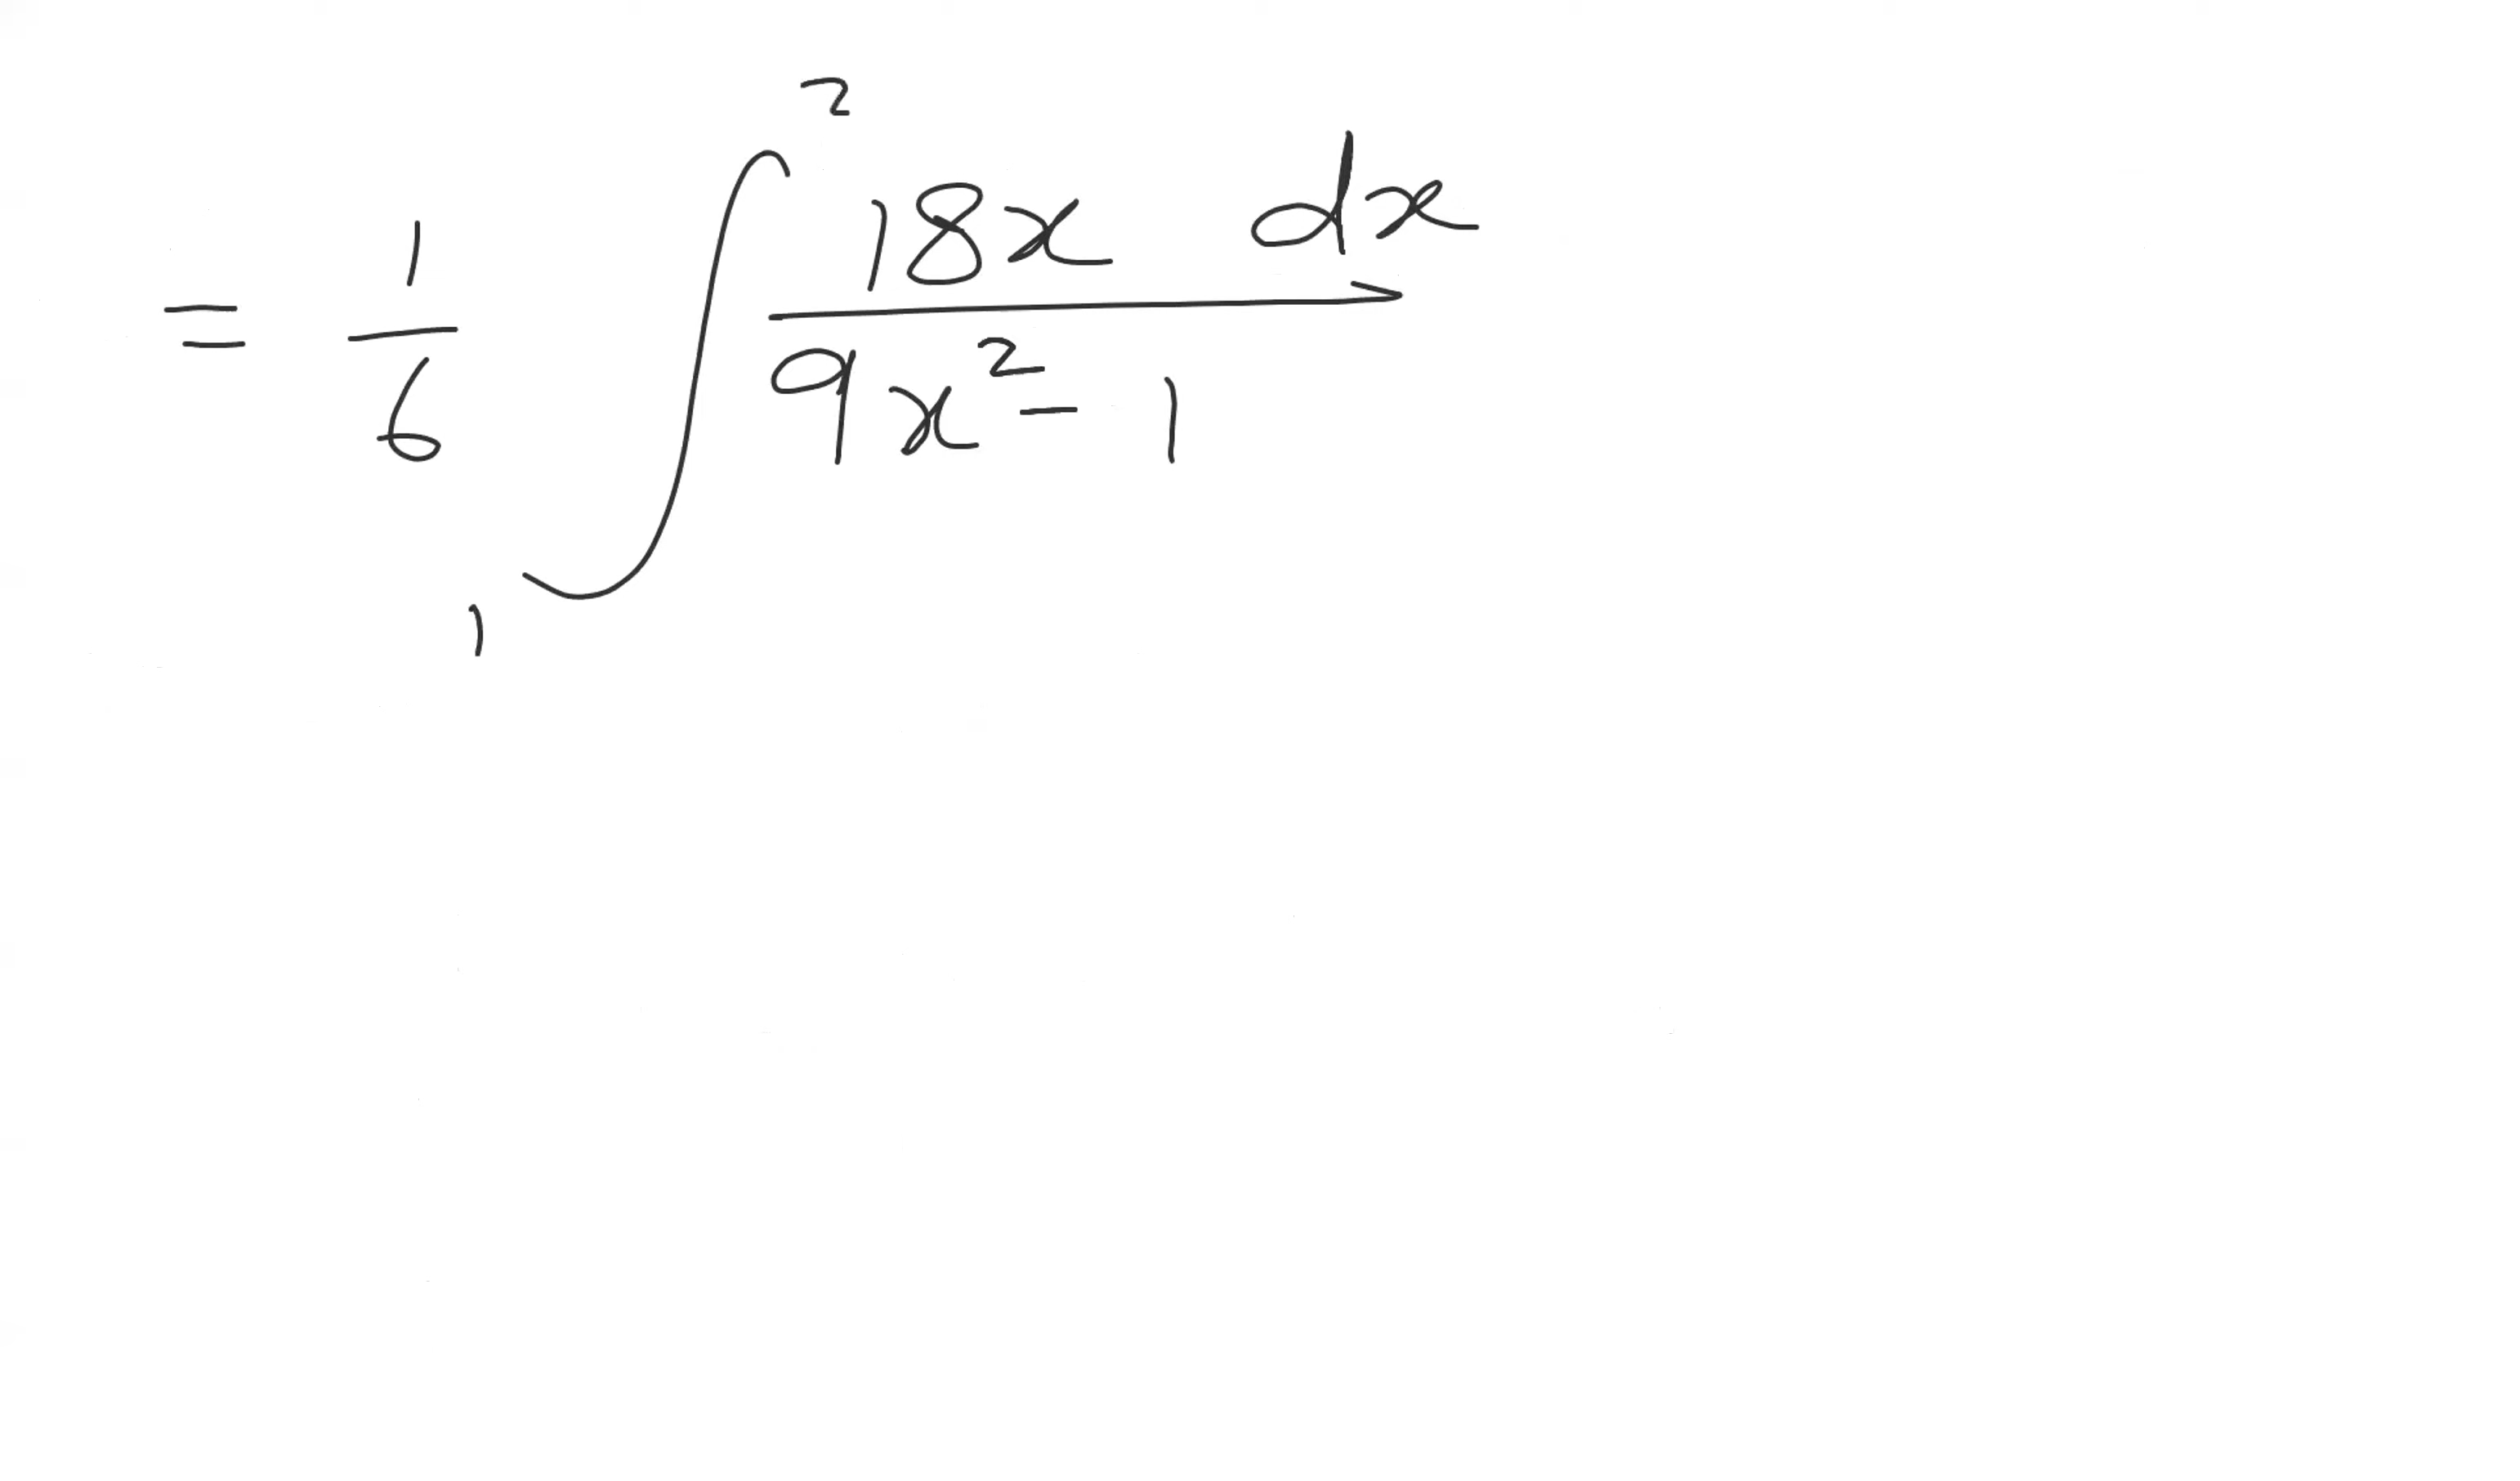 = 1/6 ∫₁² 18x dx / 9x² - 1